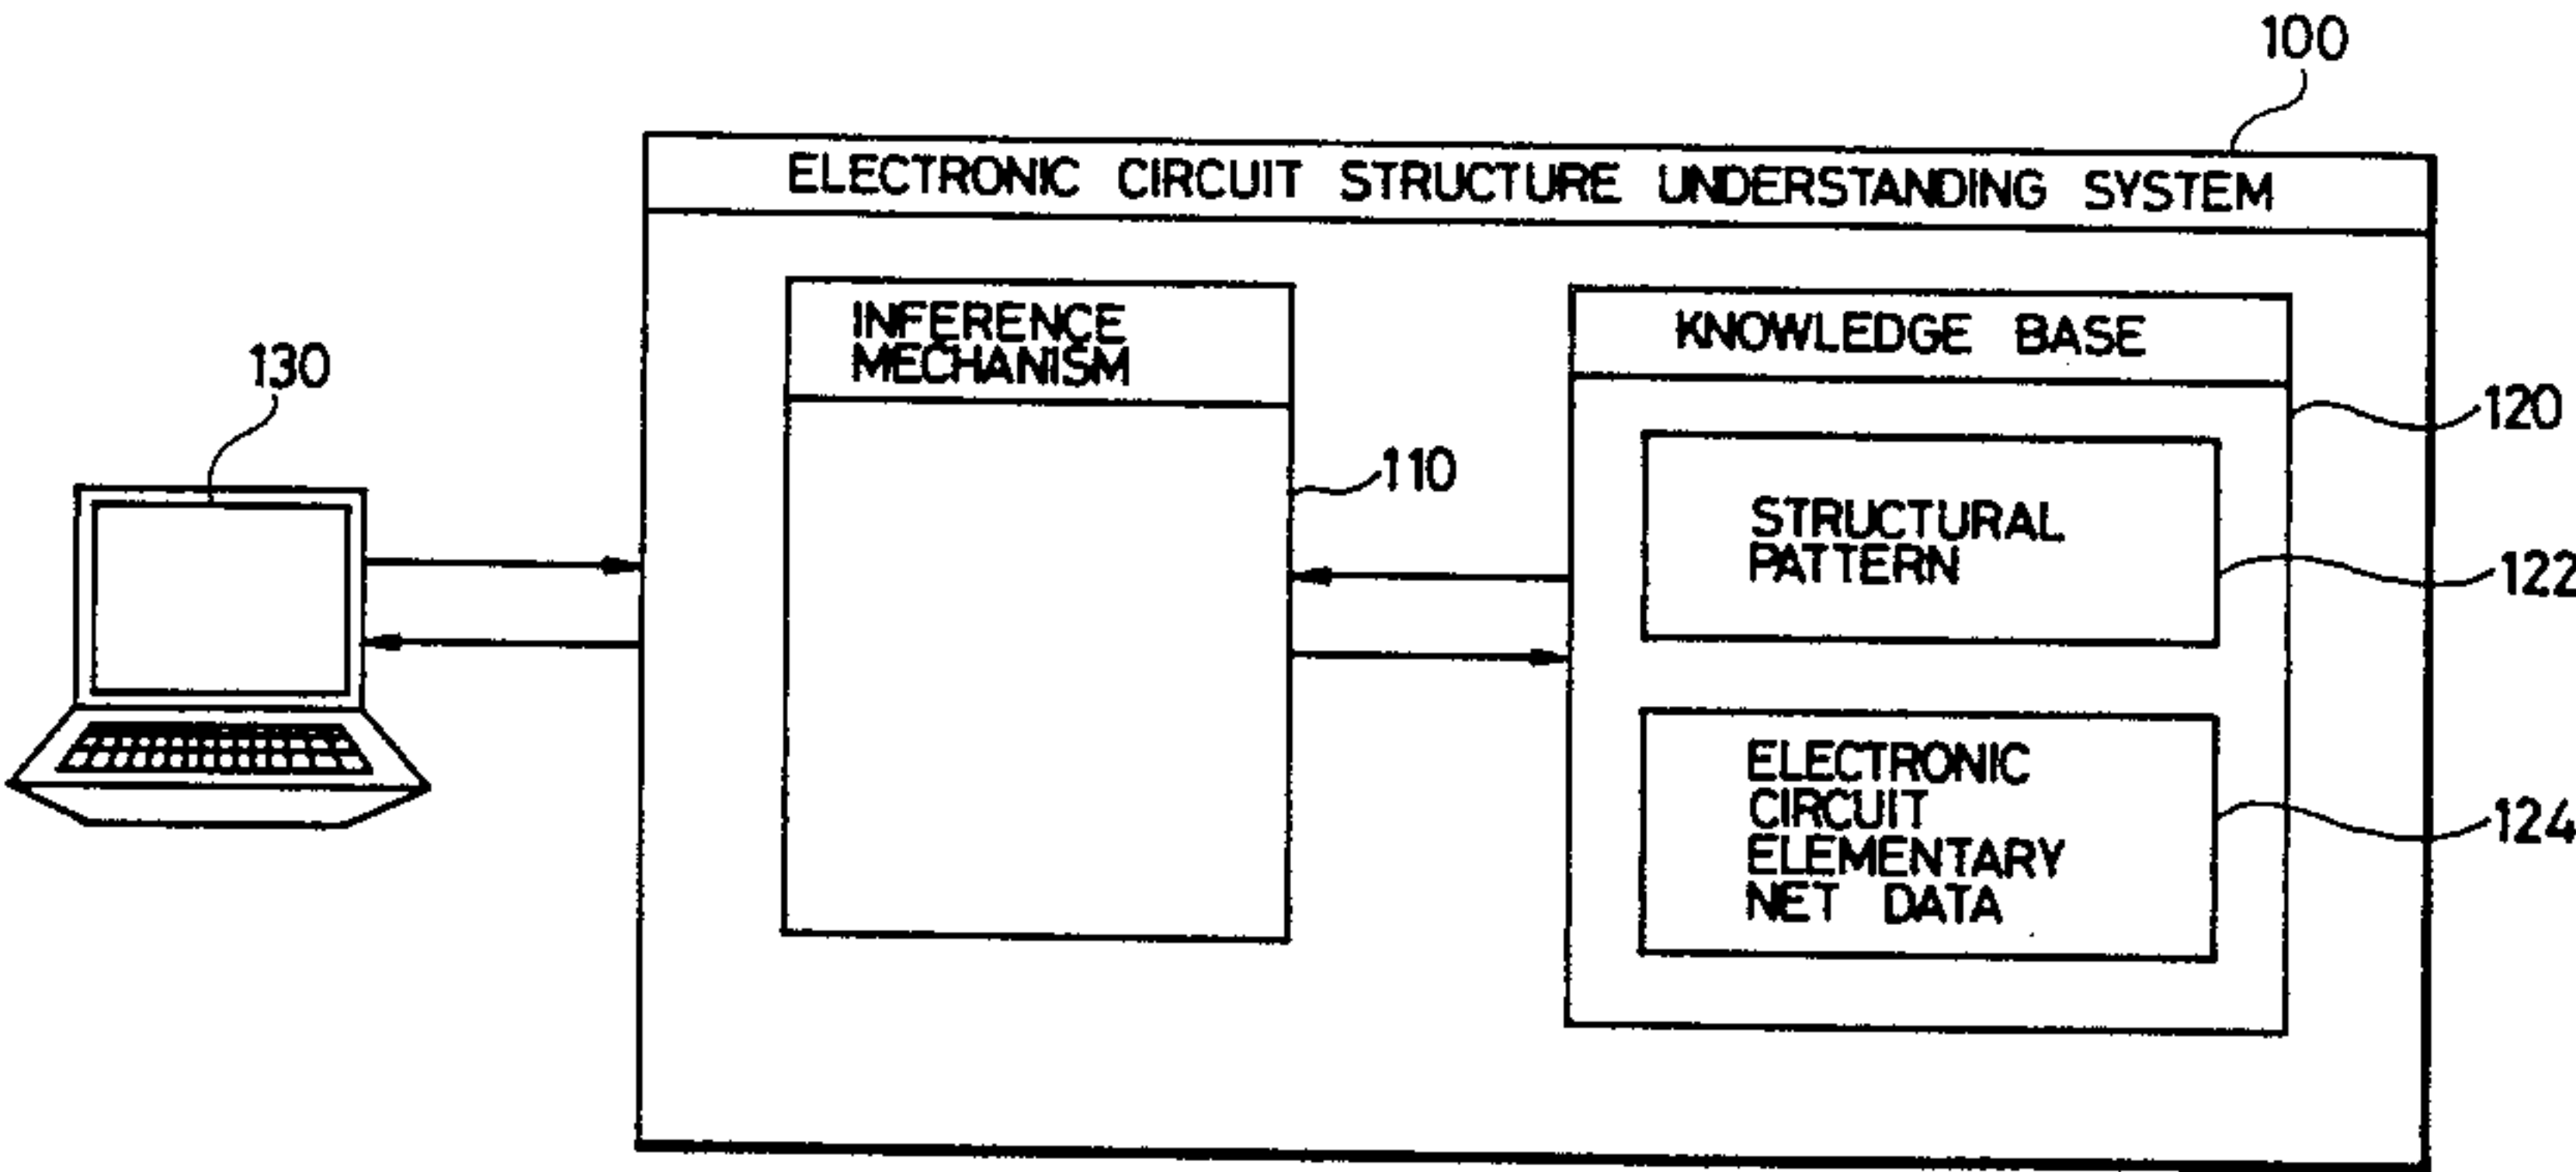 100
ELECTRONIC CIRCUIT STRUCTURE UNDERSTANDING SYSTEM
INFERENCE
MECHANISM
KNOWLEDGE BASE
130
120
110
STRUCTURAL
PATTERN
122
ELECTRONIC
CIRCUIT
ELEMENTARY
NET DATA
124